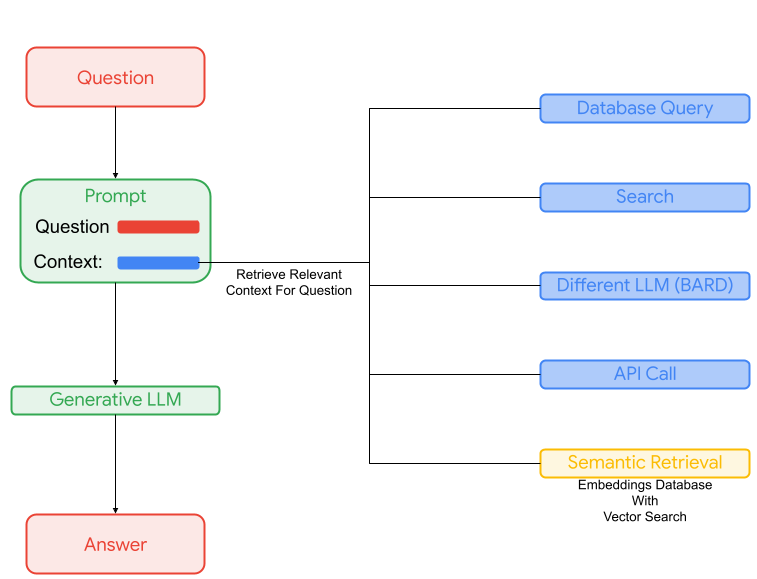 Question
Prompt
Question
Context:
Retrieve Relevant
Context For Question
Generative LLM
Answer
Database Query
Search
Different LLM (BARD)
API Call
Semantic Retrieval
Embeddings Database
With
Vector Search